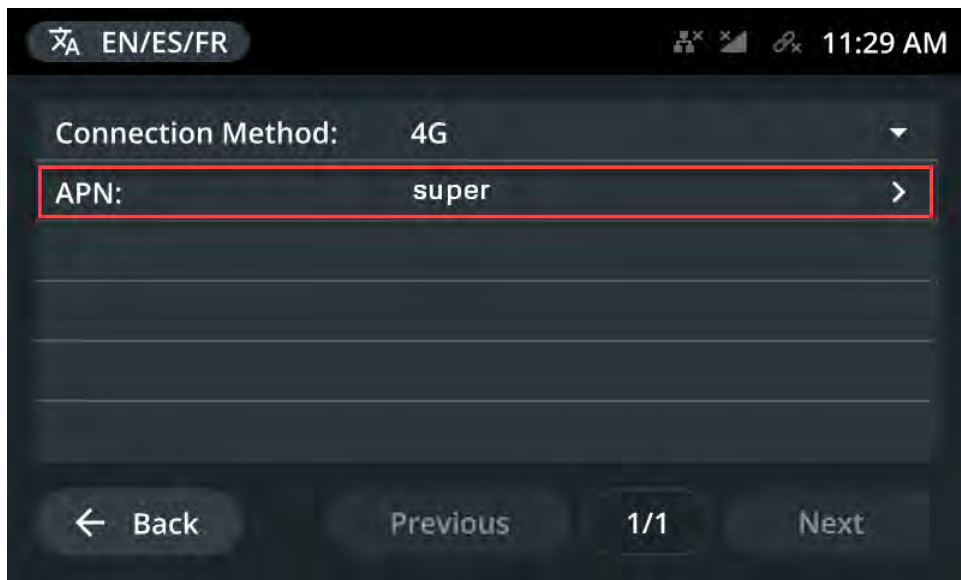 EN/ES/FR 11:29 AM
Connection Method: 4G
APN: super
Back Previous 1/1 Next